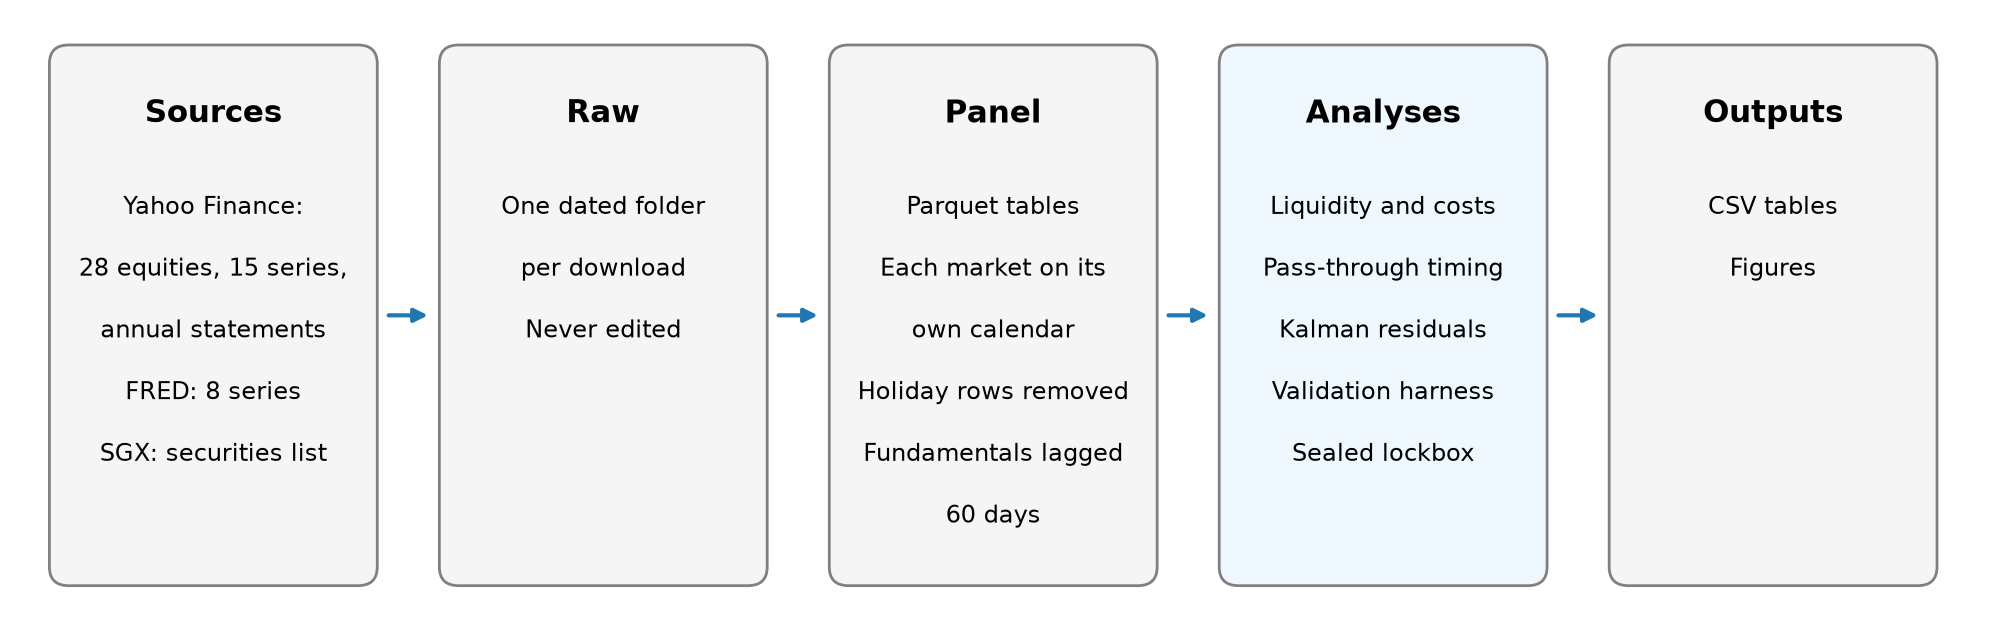 Sources
Yahoo Finance:
28 equities, 15 series,
annual statements
FRED: 8 series
SGX: securities list
Raw
One dated folder
per download
Never edited
Panel
Parquet tables
Each market on its
own calendar
Holiday rows removed
Fundamentals lagged
60 days
Analyses
Liquidity and costs
Pass-through timing
Kalman residuals
Validation harness
Sealed lockbox
Outputs
CSV tables
Figures